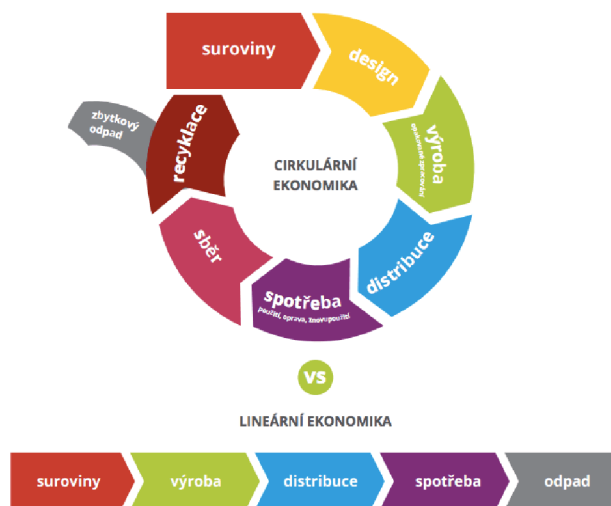 suroviny
design
výroba
distribuce
spotřeba
použití, oprava, znovupoužití
sběr
recyklace
zbytkový
odpad
CIRKULÁRNÍ
EKONOMIKA
vs
LINEÁRNÍ EKONOMIKA
suroviny
výroba
distribuce
spotřeba
odpad